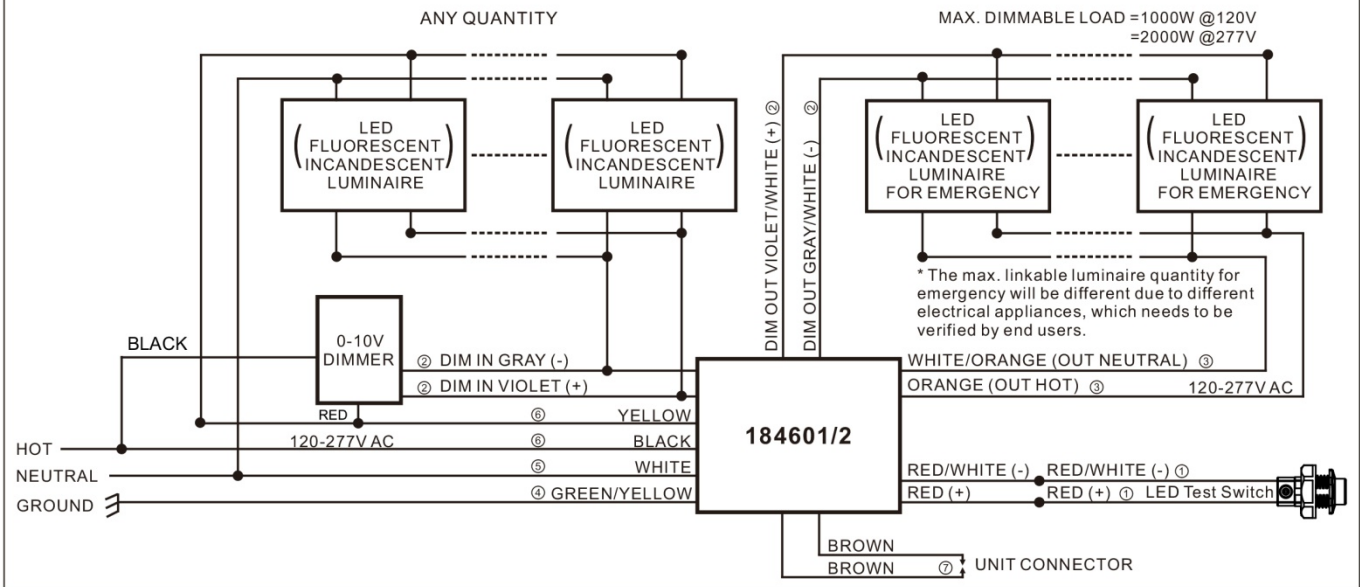 ANY QUANTITY
MAX. DIMMABLE LOAD =1000W @120V
=2000W @277V
( LED
FLUORESCENT
INCANDESCENT )
LUMINAIRE
( LED
FLUORESCENT
INCANDESCENT )
LUMINAIRE
DIM OUT VIOLET/WHITE (+) ②
DIM OUT GRAY/WHITE (-) ②
( LED
FLUORESCENT
INCANDESCENT )
LUMINAIRE
FOR EMERGENCY
( LED
FLUORESCENT
INCANDESCENT )
LUMINAIRE
FOR EMERGENCY
* The max. linkable luminaire quantity for
emergency will be different due to different
electrical appliances, which needs to be
verified by end users.
BLACK
0-10V
DIMMER
② DIM IN GRAY (-)
② DIM IN VIOLET (+)
RED
⑥ YELLOW
HOT
120-277V AC
⑥ BLACK
NEUTRAL
⑤ WHITE
GROUND
④ GREEN/YELLOW
184601/2
WHITE/ORANGE (OUT NEUTRAL) ③
ORANGE (OUT HOT) ③
120-277V AC
RED/WHITE (-)
RED/WHITE (-) ①
RED (+)
RED (+) ①
LED Test Switch
BROWN
BROWN
⑦ UNIT CONNECTOR